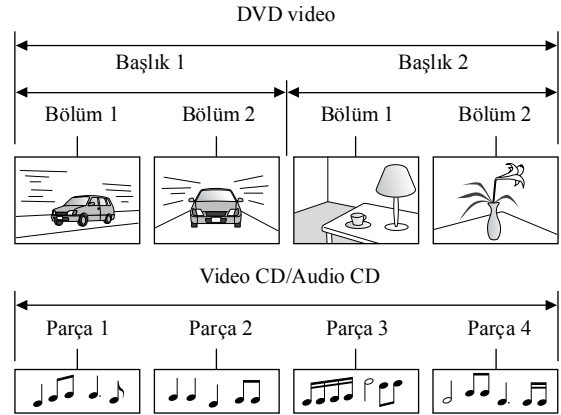 DVD video
Başlık 1 Başlık 2
Bölüm 1 Bölüm 2 Bölüm 1 Bölüm 2
Video CD/Audio CD
Parça 1 Parça 2 Parça 3 Parça 4